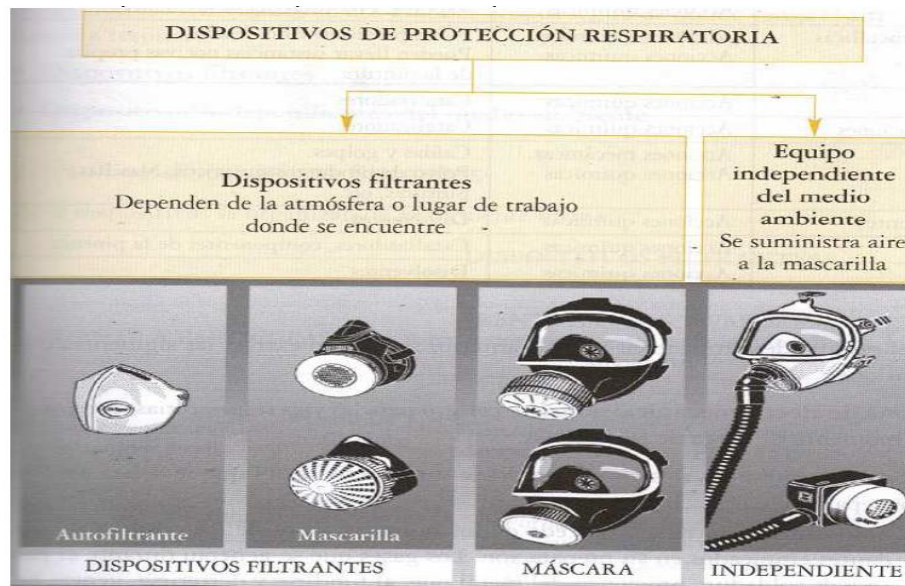 DISPOSITIVOS DE PROTECCIÓN RESPIRATORIA
Dispositivos filtrantes
Dependen de la atmósfera o lugar de trabajo
donde se encuentre
Equipo
independiente
del medio
ambiente
Se suministra aire
a la mascarilla
Autofiltrante
Mascarilla
DISPOSITIVOS FILTRANTES
MÁSCARA
INDEPENDIENTE